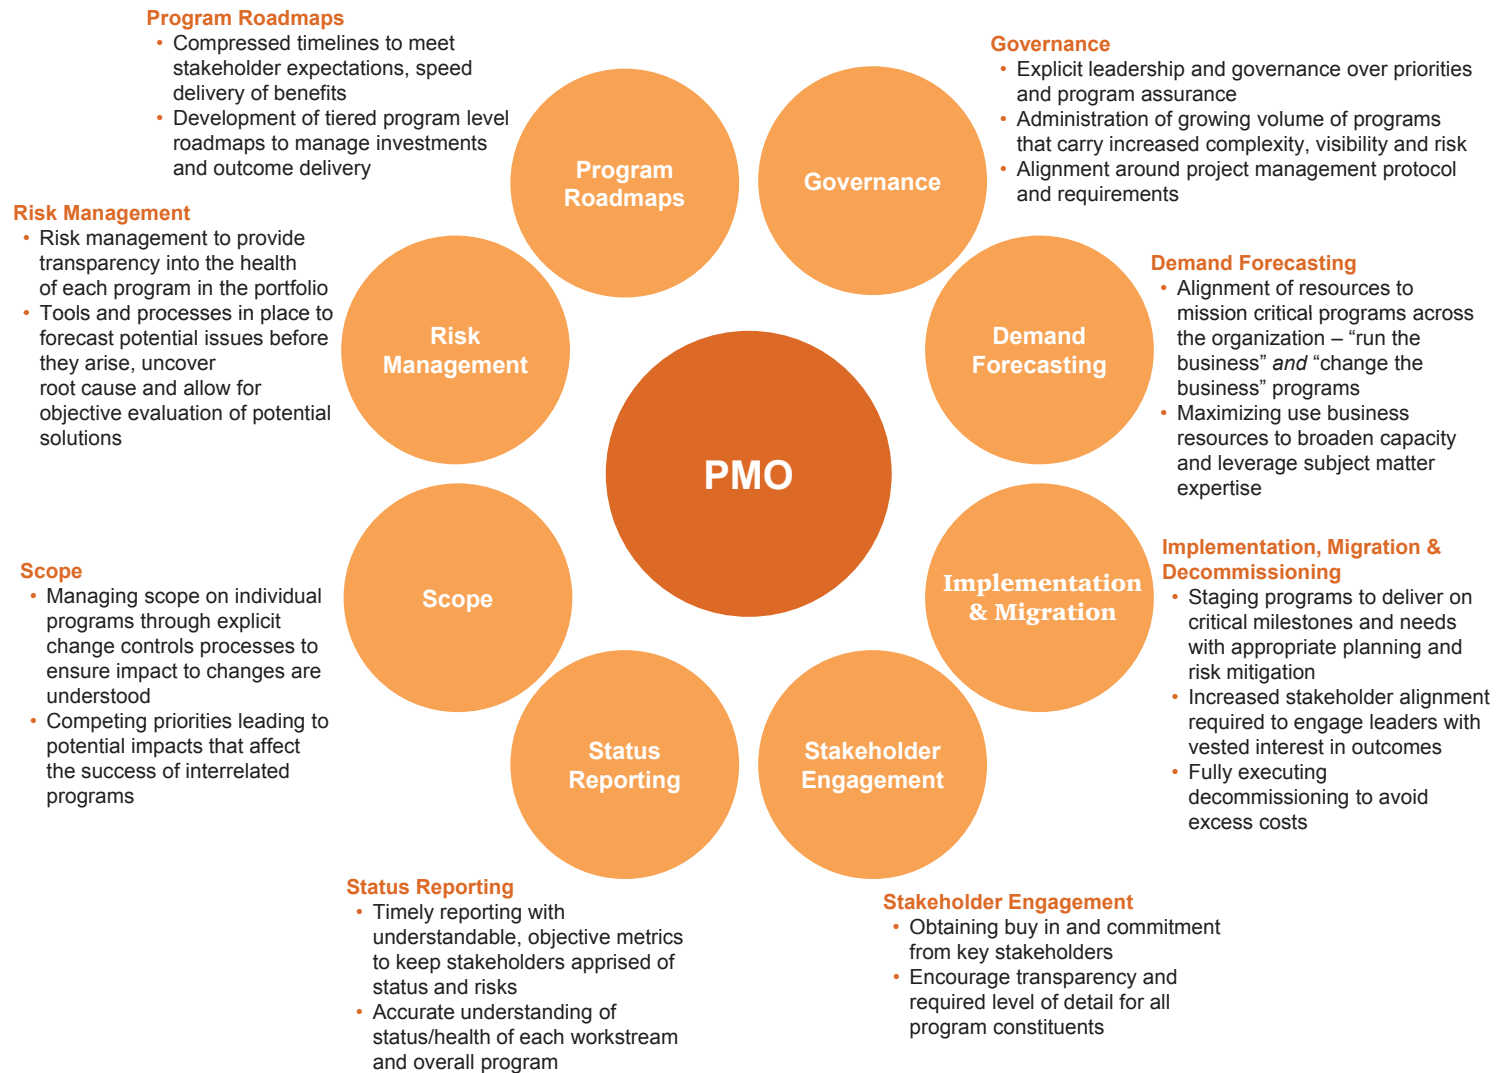 Program Roadmaps
• Compressed timelines to meet
stakeholder expectations, speed
delivery of benefits
• Development of tiered program level
roadmaps to manage investments
and outcome delivery
Governance
• Explicit leadership and governance over priorities
and program assurance
• Administration of growing volume of programs
that carry increased complexity, visibility and risk
• Alignment around project management protocol
and requirements
Program
Roadmaps
Governance
Risk Management
• Risk management to provide
transparency into the health
of each program in the portfolio
• Tools and processes in place to
forecast potential issues before
they arise, uncover
root cause and allow for
objective evaluation of potential
solutions
Risk
Management
Demand
Forecasting
Demand Forecasting
• Alignment of resources to
mission critical programs across
the organization – “run the
business” and “change the
business” programs
• Maximizing use business
resources to broaden capacity
and leverage subject matter
expertise
PMO
Scope
• Managing scope on individual
programs through explicit
change controls processes to
ensure impact to changes are
understood
• Competing priorities leading to
potential impacts that affect
the success of interrelated
programs
Scope
Implementation
& Migration
Implementation, Migration &
Decommissioning
• Staging programs to deliver on
critical milestones and needs
with appropriate planning and
risk mitigation
• Increased stakeholder alignment
required to engage leaders with
vested interest in outcomes
• Fully executing
decommissioning to avoid
excess costs
Status
Reporting
Stakeholder
Engagement
Status Reporting
• Timely reporting with
understandable, objective metrics
to keep stakeholders apprised of
status and risks
• Accurate understanding of
status/health of each workstream
and overall program
Stakeholder Engagement
• Obtaining buy in and commitment
from key stakeholders
• Encourage transparency and
required level of detail for all
program constituents